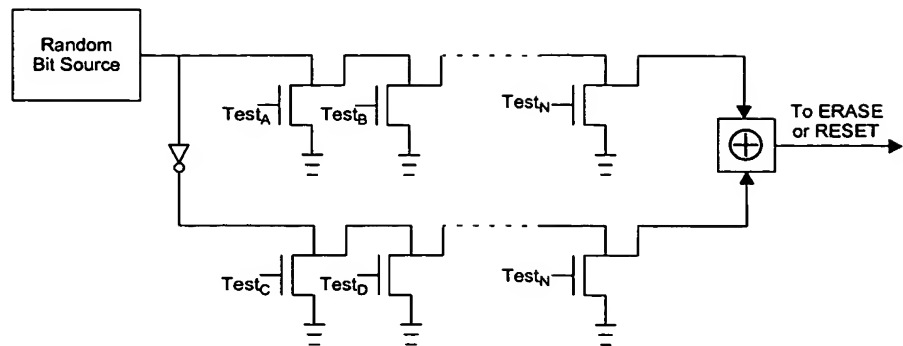 Random
Bit Source
Test_A
Test_B
Test_N
To ERASE
or RESET
Test_C
Test_D
Test_N